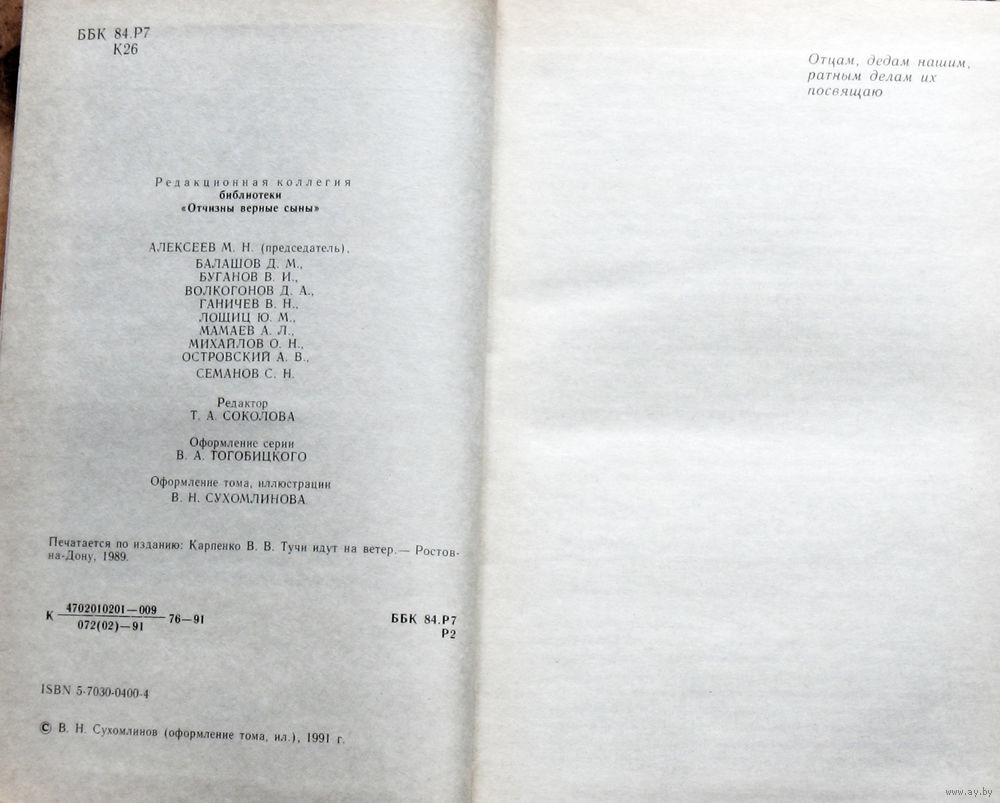 ББК 84.Р7
К26
Редакционная коллегия
библиотеки
«Отчизны верные сыны»
АЛЕКСЕЕВ М. Н. (председатель),
БАЛАШОВ Д. М.,
БУГАНОВ В. И.,
ВОЛКОГОНОВ Д. А.,
ГАНИЧЕВ В. Н.,
ЛОЩИЦ Ю. М.,
МАМАЕВ А. Л.,
МИХАЙЛОВ О. Н.,
ОСТРОВСКИЙ А. В.,
СЕМАНОВ С. Н.
Редактор
Т. А. СОКОЛОВА
Оформление серии
В. А. ТОГОБИЦКОГО
Оформление тома, иллюстрации
В. Н. СУХОМЛИНОВА
Печатается по изданию: Карпенко В. В. Тучи идут на ветер.— Ростов-
на-Дону, 1989.
К 4702010201—009
072(02)—91 76—91
ББК 84.Р7
Р2
ISBN 5-7030-0400-4
© В. Н. Сухомлинов (оформление тома, ил.), 1991 г.
Отцам, дедам нашим,
ратным делам их
посвящаю
www.ay.by